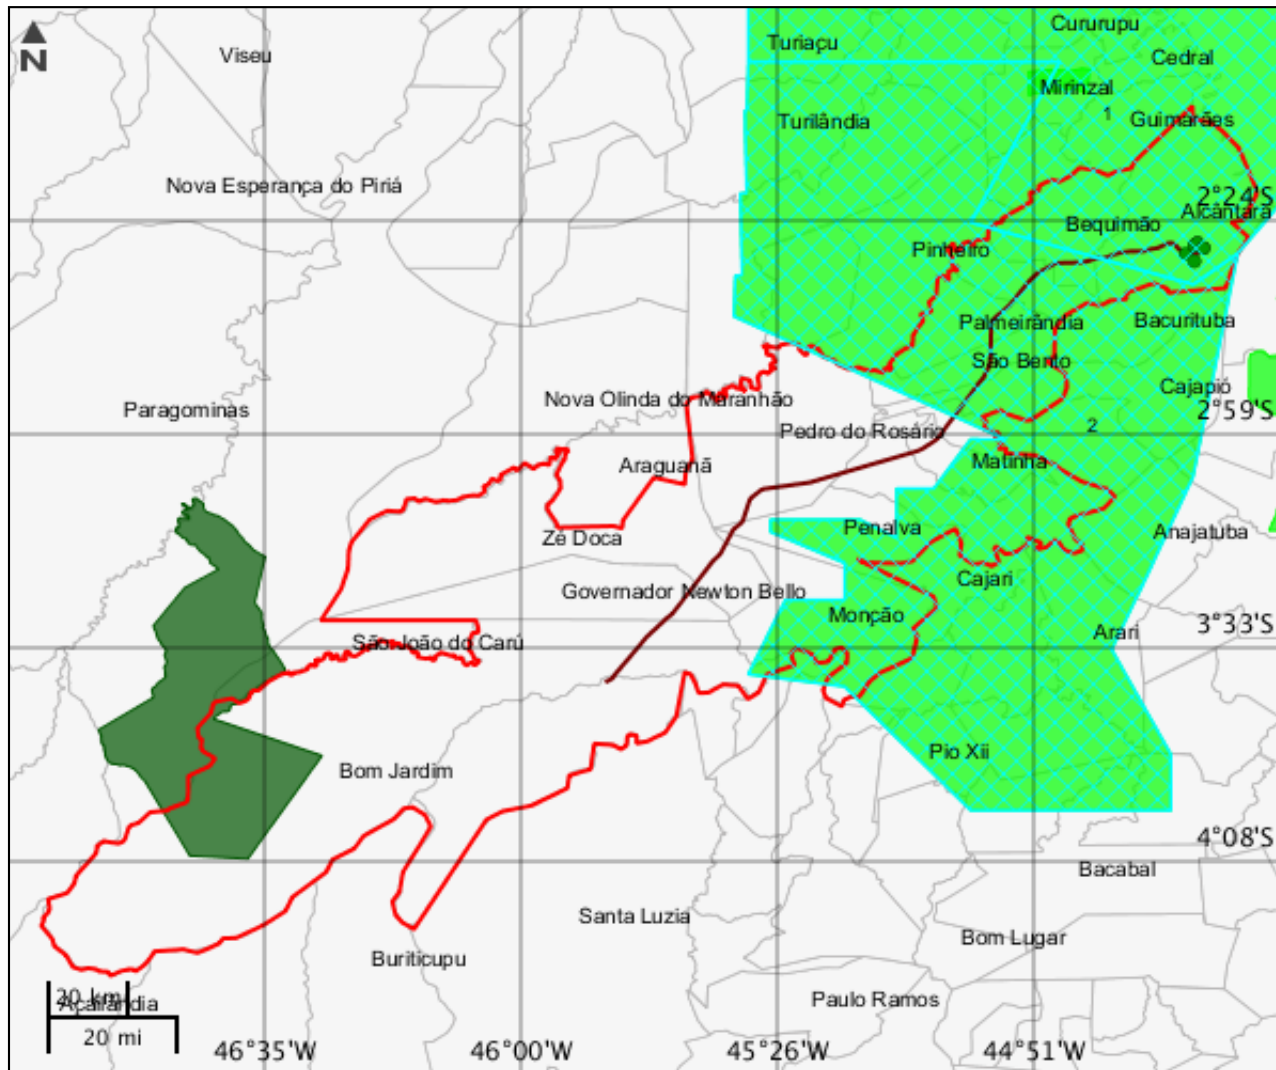 N
Viseu
Turiaçu
Cururupu
Cedral
Mirinzal
1
Guimarães
Turilândia
Nova Esperança do Piriá
2°24'S
Alcântara
Bequimão
Pinheiro
Palmeirândia
Bacurituba
São Bento
Cajapió
Nova Olinda do Maranhão
Paragominas
2°59'S
Pedro do Rosário
2
Araguanã
Matinha
Zé Doca
Penalva
Anajatuba
Cajari
Governador Newton Bello
Monção
3°33'S
Arari
São João do Carú
Pio Xii
Bom Jardim
4°08'S
Bacabal
Santa Luzia
Bom Lugar
Buriticupu
Paulo Ramos
20 km
Açailândia
20 mi
46°35'W
46°00'W
45°26'W
44°51'W